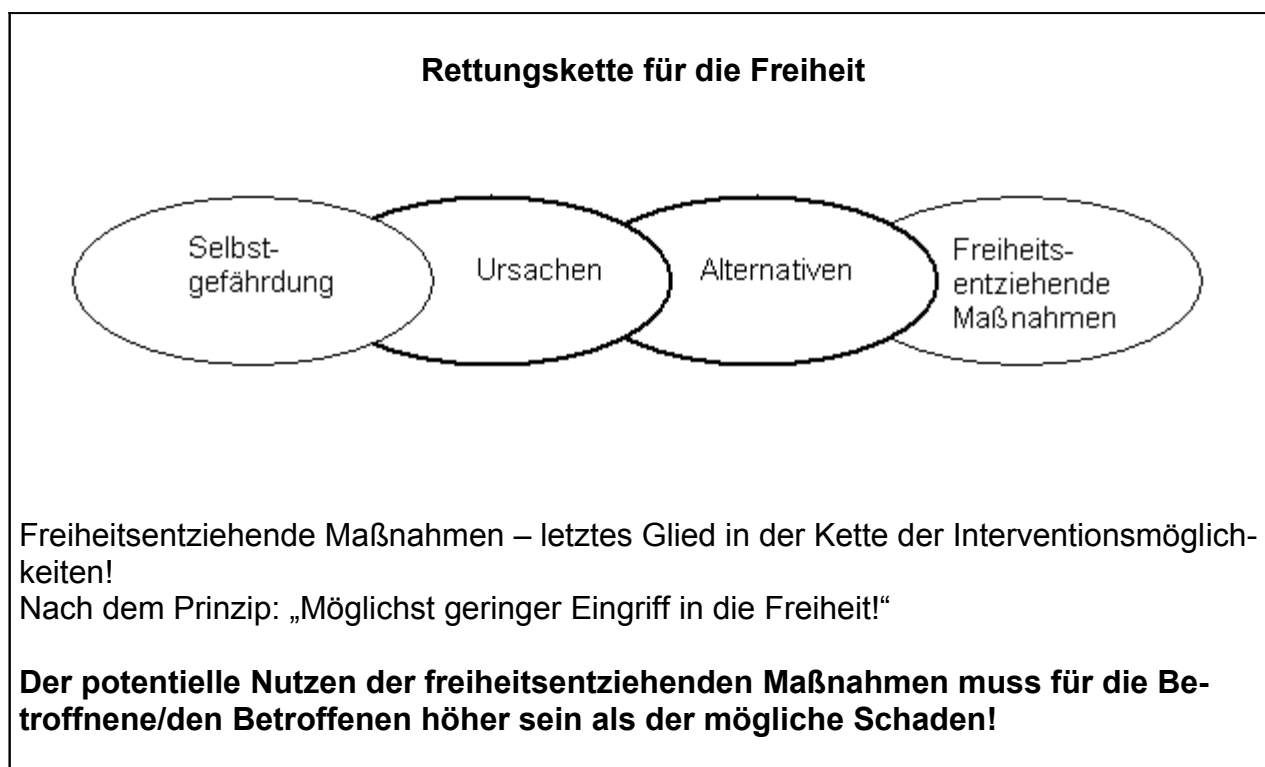 Rettungskette für die Freiheit
Selbst-
gefährdung
Ursachen
Alternativen
Freiheits-
entziehende
Maßnahmen
Freiheitsentziehende Maßnahmen – letztes Glied in der Kette der Interventionsmöglich-
keiten!
Nach dem Prinzip: „Möglichst geringer Eingriff in die Freiheit!“
Der potentielle Nutzen der freiheitsentziehenden Maßnahmen muss für die Be-
troffnene/den Betroffenen höher sein als der mögliche Schaden!